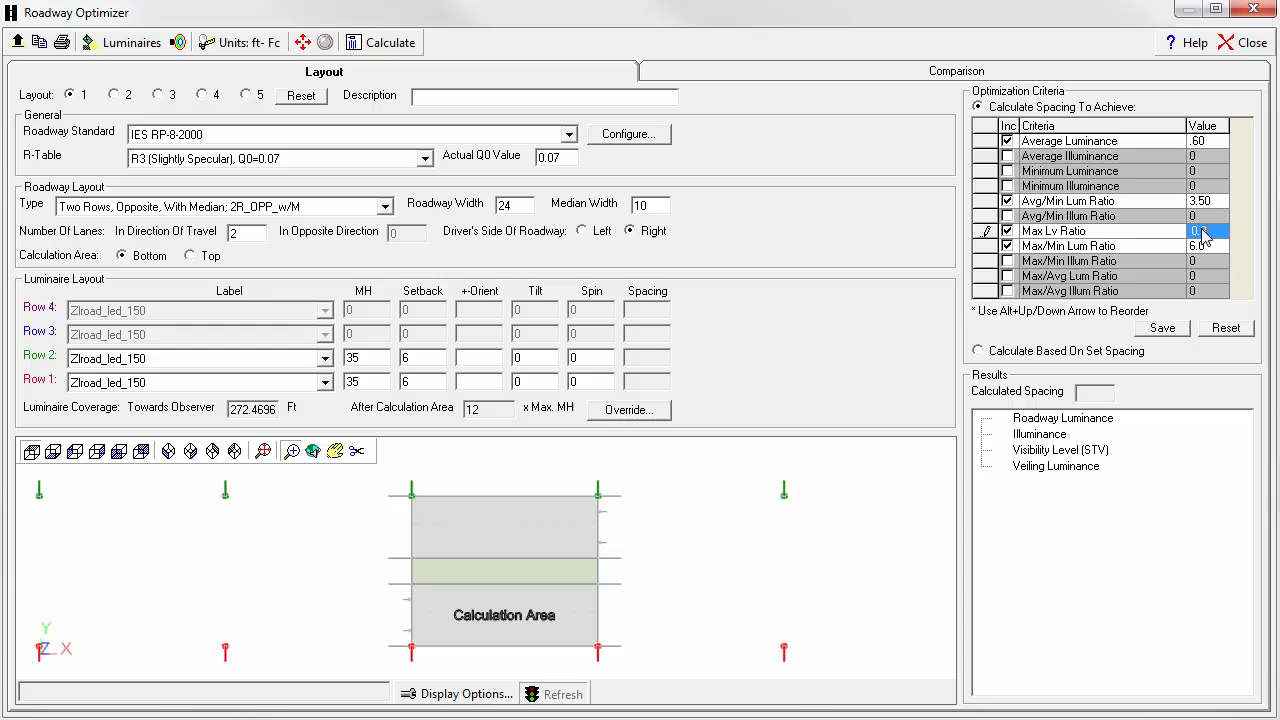 Roadway Optimizer
Luminaires Units: ft- Fc Calculate Help Close
Layout Comparison
Layout: 1 2 3 4 5 Reset Description
General
Roadway Standard IES RP-8-2000 Configure...
R-Table R3 (Slightly Specular), Q0=0.07 Actual Q0 Value 0.07
Roadway Layout
Type Two Rows, Opposite, With Median; 2R_OPP_w/M Roadway Width 24 Median Width 10
Number Of Lanes: In Direction Of Travel 2 In Opposite Direction 0 Driver's Side Of Roadway: Left Right
Calculation Area: Bottom Top
Luminaire Layout
Label MH Setback +-Orient Tilt Spin Spacing
Row 4: Zlroad_led_150 0 0 0 0
Row 3: Zlroad_led_150 0 0 0 0
Row 2: Zlroad_led_150 35 6 0 0
Row 1: Zlroad_led_150 35 6 0 0
Luminaire Coverage: Towards Observer 272.4696 Ft After Calculation Area 12 x Max. MH Override...
Calculation Area
Y
Z X
Display Options... Refresh
Optimization Criteria
Calculate Spacing To Achieve:
Inc Criteria Value
Average Luminance .60
Average Illuminance 0
Minimum Luminance 0
Minimum Illuminance 0
Avg/Min Lum Ratio 3.50
Avg/Min Illum Ratio 0
Max Lv Ratio
Max/Min Lum Ratio 6.0
Max/Min Illum Ratio 0
Max/Avg Lum Ratio 0
Max/Avg Illum Ratio 0
* Use Alt+Up/Down Arrow to Reorder
Save Reset
Calculate Based On Set Spacing
Results
Calculated Spacing
Roadway Luminance
Illuminance
Visibility Level (STV)
Veiling Luminance